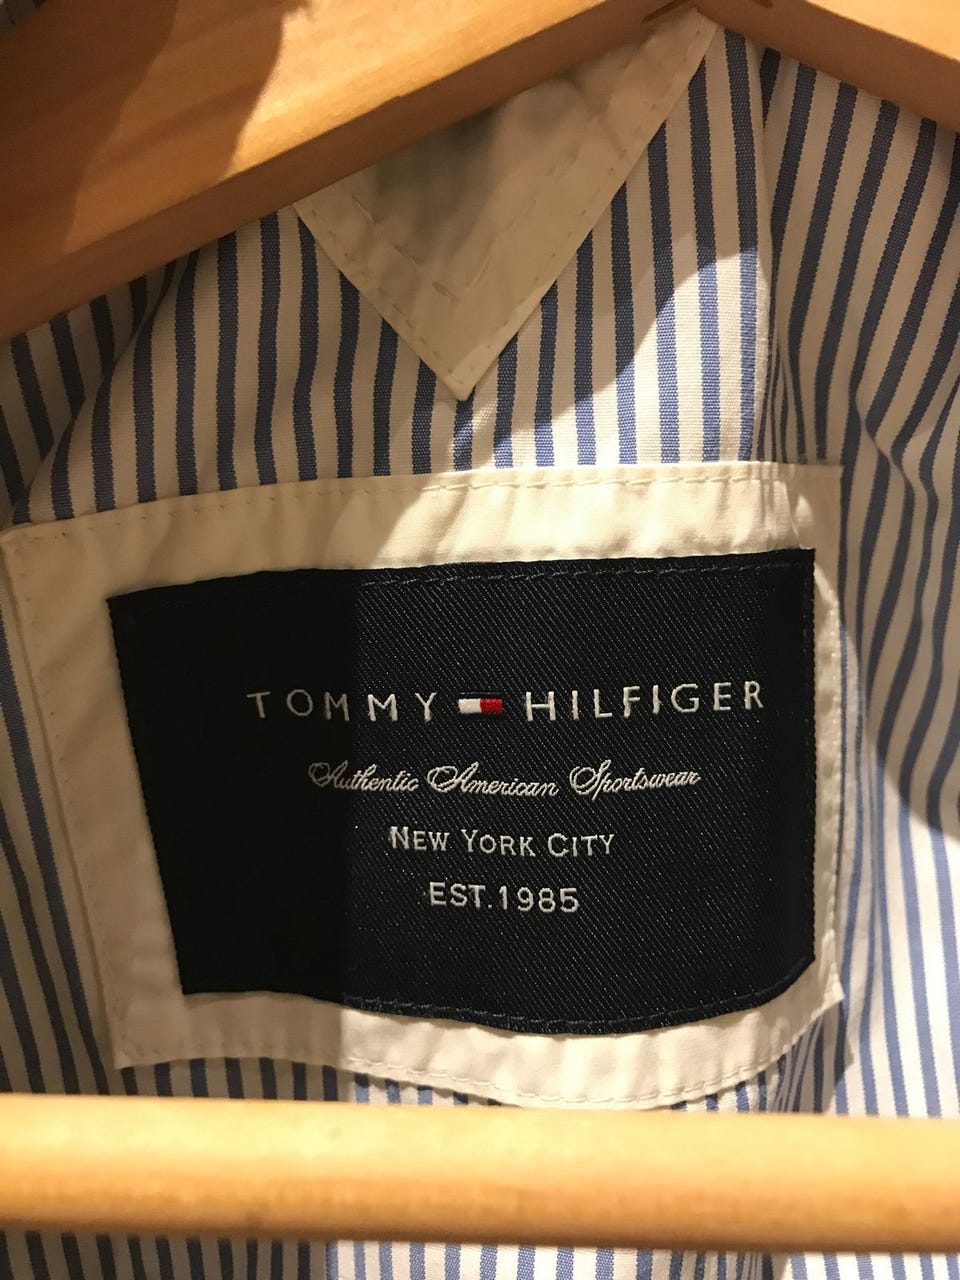 TOMMY HILFIGER
Authentic American Sportswear
NEW YORK CITY
EST.1985